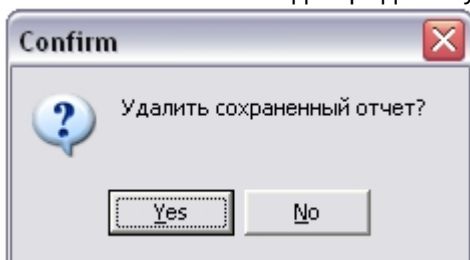 Confirm
Удалить сохраненный отчет?
Yes
No